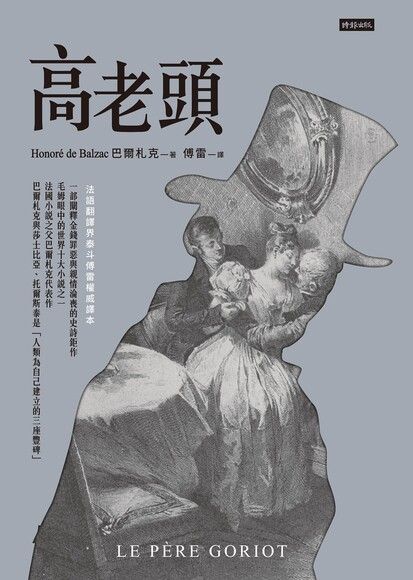 時報出版
高老頭
Honoré de Balzac 巴爾札克—著 傅雷—譯
法語翻譯界泰斗傅雷權威譯本
一部闡釋金錢罪惡與親情淪喪的史詩鉅作
毛姆眼中的世界十大小說之一
法國小說之父巴爾札克代表作
巴爾札克與莎士比亞、托爾斯泰是「人類為自己建立的三座豐碑」
LE PÈRE GORIOT